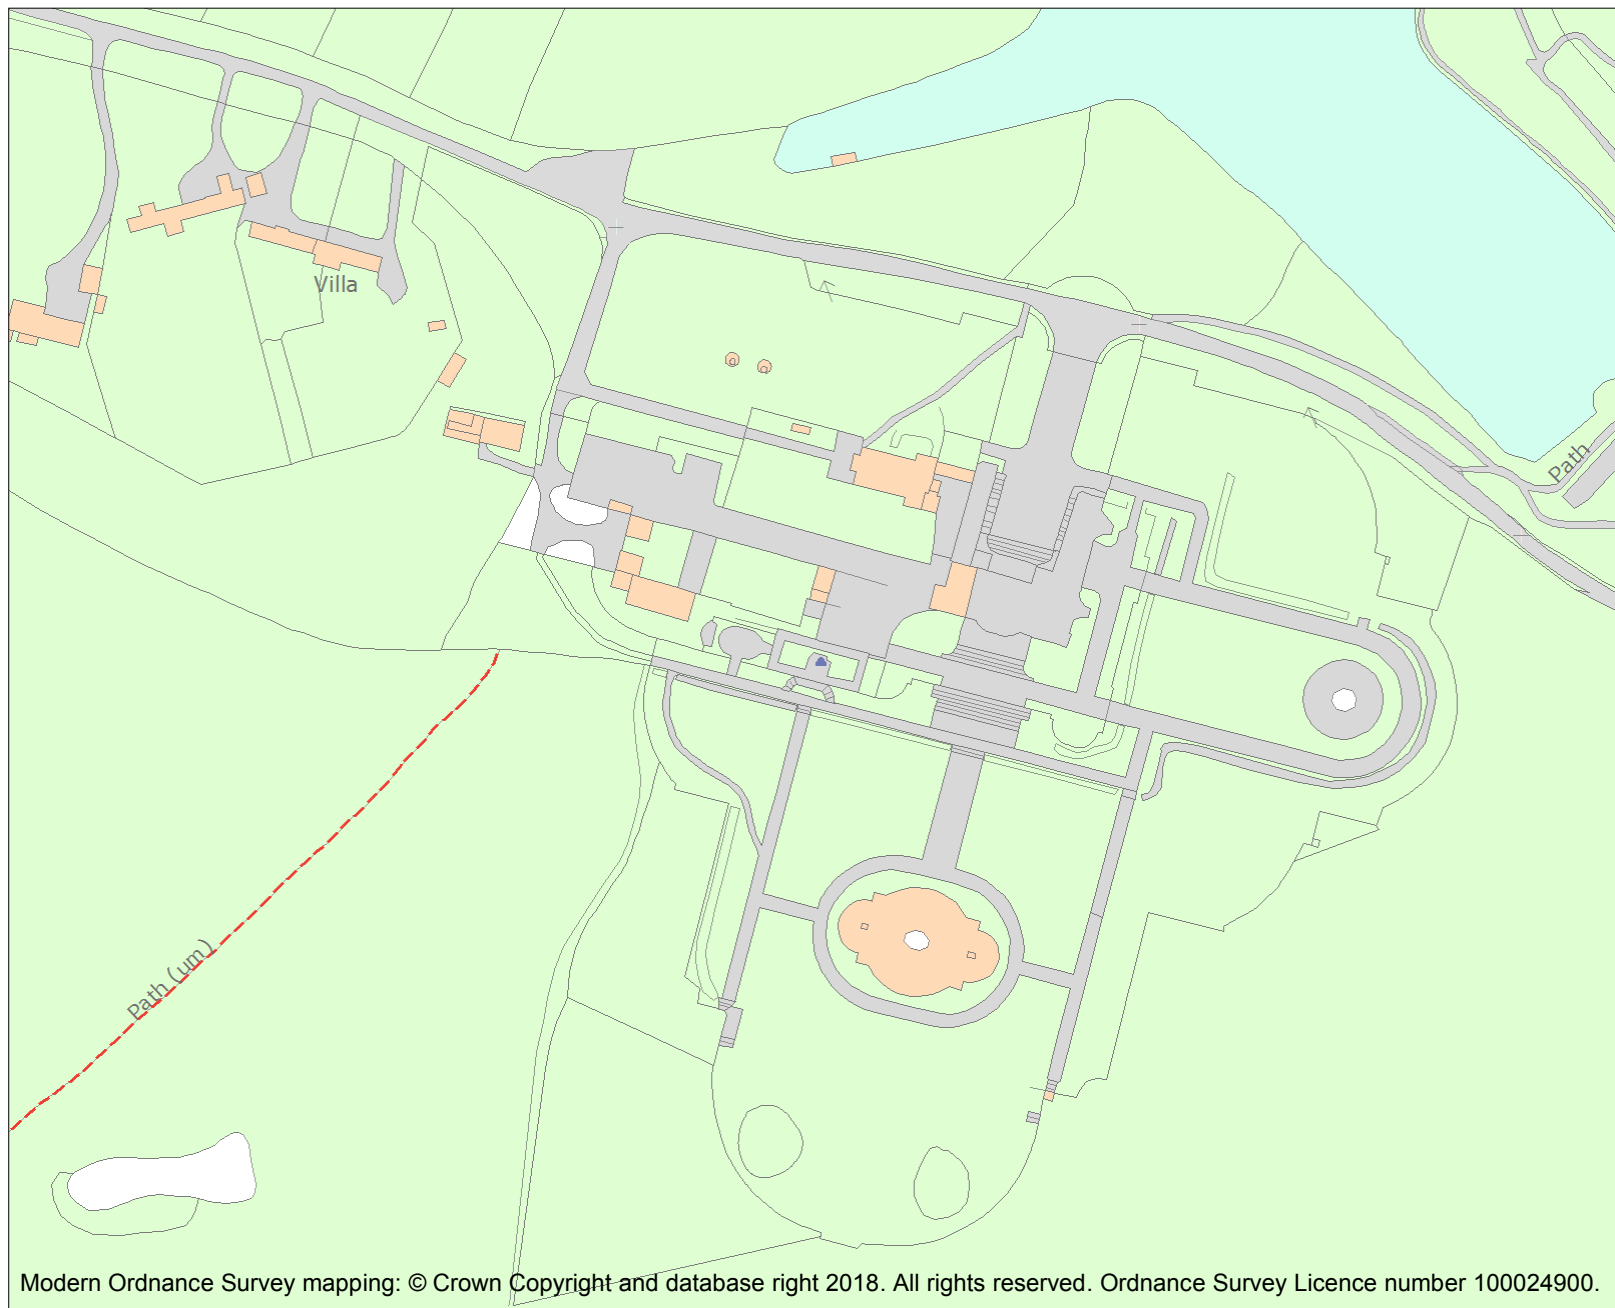 Villa
Path
Path (um)
Modern Ordnance Survey mapping: © Crown Copyright and database right 2018. All rights reserved. Ordnance Survey Licence number 100024900.